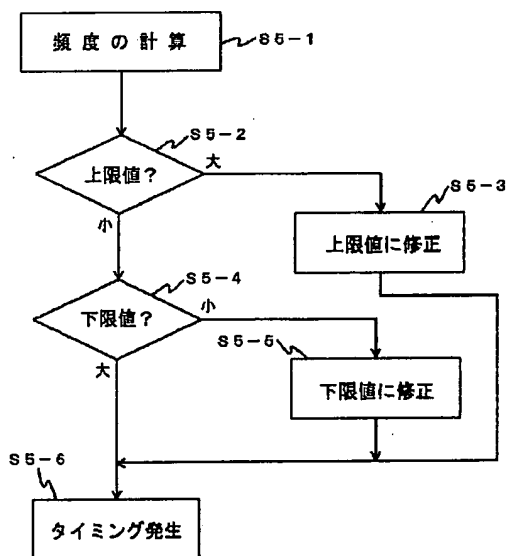 頻度の計算
S5-1
S5-2
上限値?
大
小
S5-3
上限値に修正
S5-4
下限値?
小
大
S5-5
下限値に修正
S5-6
タイミング発生